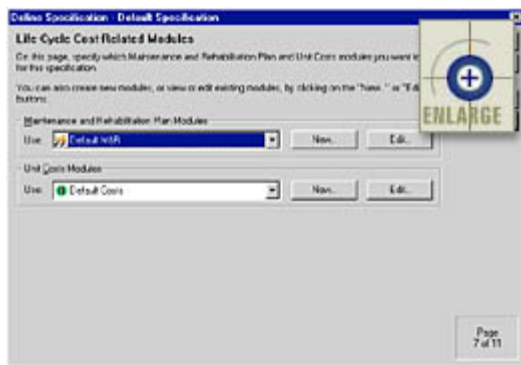 Define Specification - Default Specification
Life Cycle Cost Related Modules
On this page, specify which Maintenance and Rehabilitation Plan and Unit Costs modules you want
for this specification.
You can also create new modules, or view or edit existing modules, by clicking on the "New.." or "Ed
buttons.
ENLARGE
Maintenance and Rehabilitation Plan Modules
Use: Default M&R New... Edit...
Unit Costs Modules
Use: Default Costs New... Edit...
Page
7 of 11